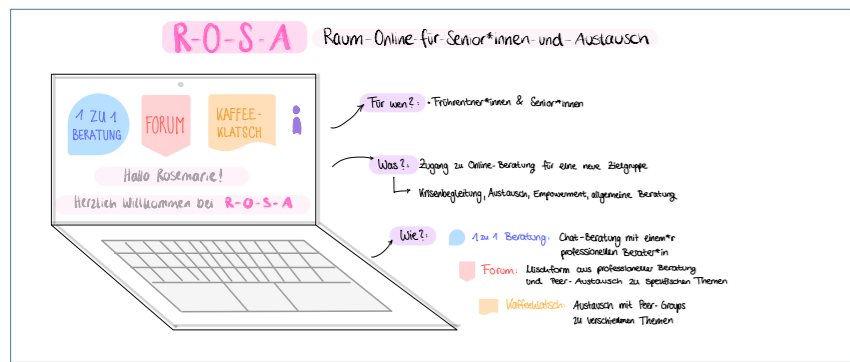 R-O-S-A Raum-Online-für-Senior*innen-und-Austausch
1 ZU 1
BERATUNG
FORUM
KAFFEE-
KLATSCH
Hallo Rosemarie!
Herzlich Willkommen bei R-O-S-A
Für wen?: • Frührentner*innen & Senior*innen
Was?: Zugang zu Online-Beratung für eine neue Zielgruppe
Krisenbegleitung, Austausch, Empowerment, allgemeine Beratung
Wie?:
1 zu 1 Beratung: Chat-Beratung mit einem*r
professionellen Berater*in
Forum: Mischform aus professioneller Beratung
und Peer-Austausch zu spezifischen Themen
Kaffeeklatsch: Austausch mit Peer-Groups
zu verschiedenen Themen